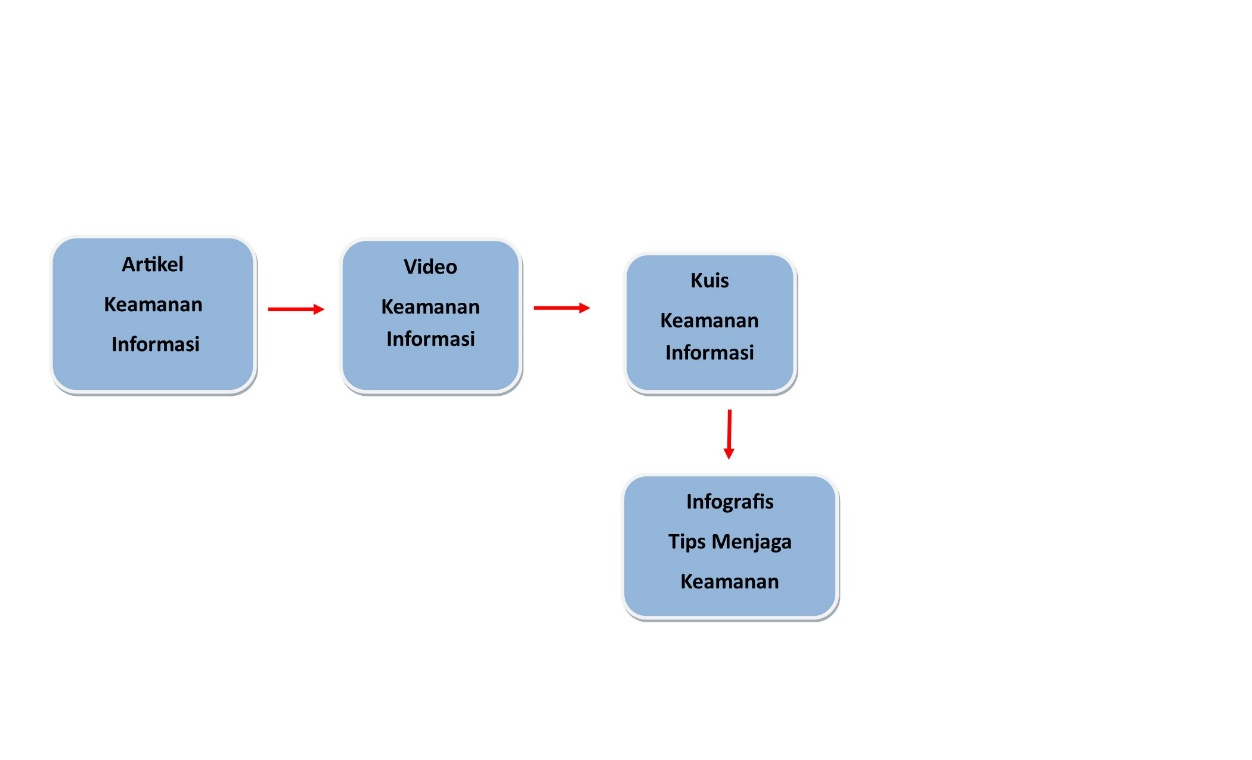 Artikel
Keamanan
Informasi
Video
Keamanan
Informasi
Kuis
Keamanan
Informasi
Infografis
Tips Menjaga
Keamanan